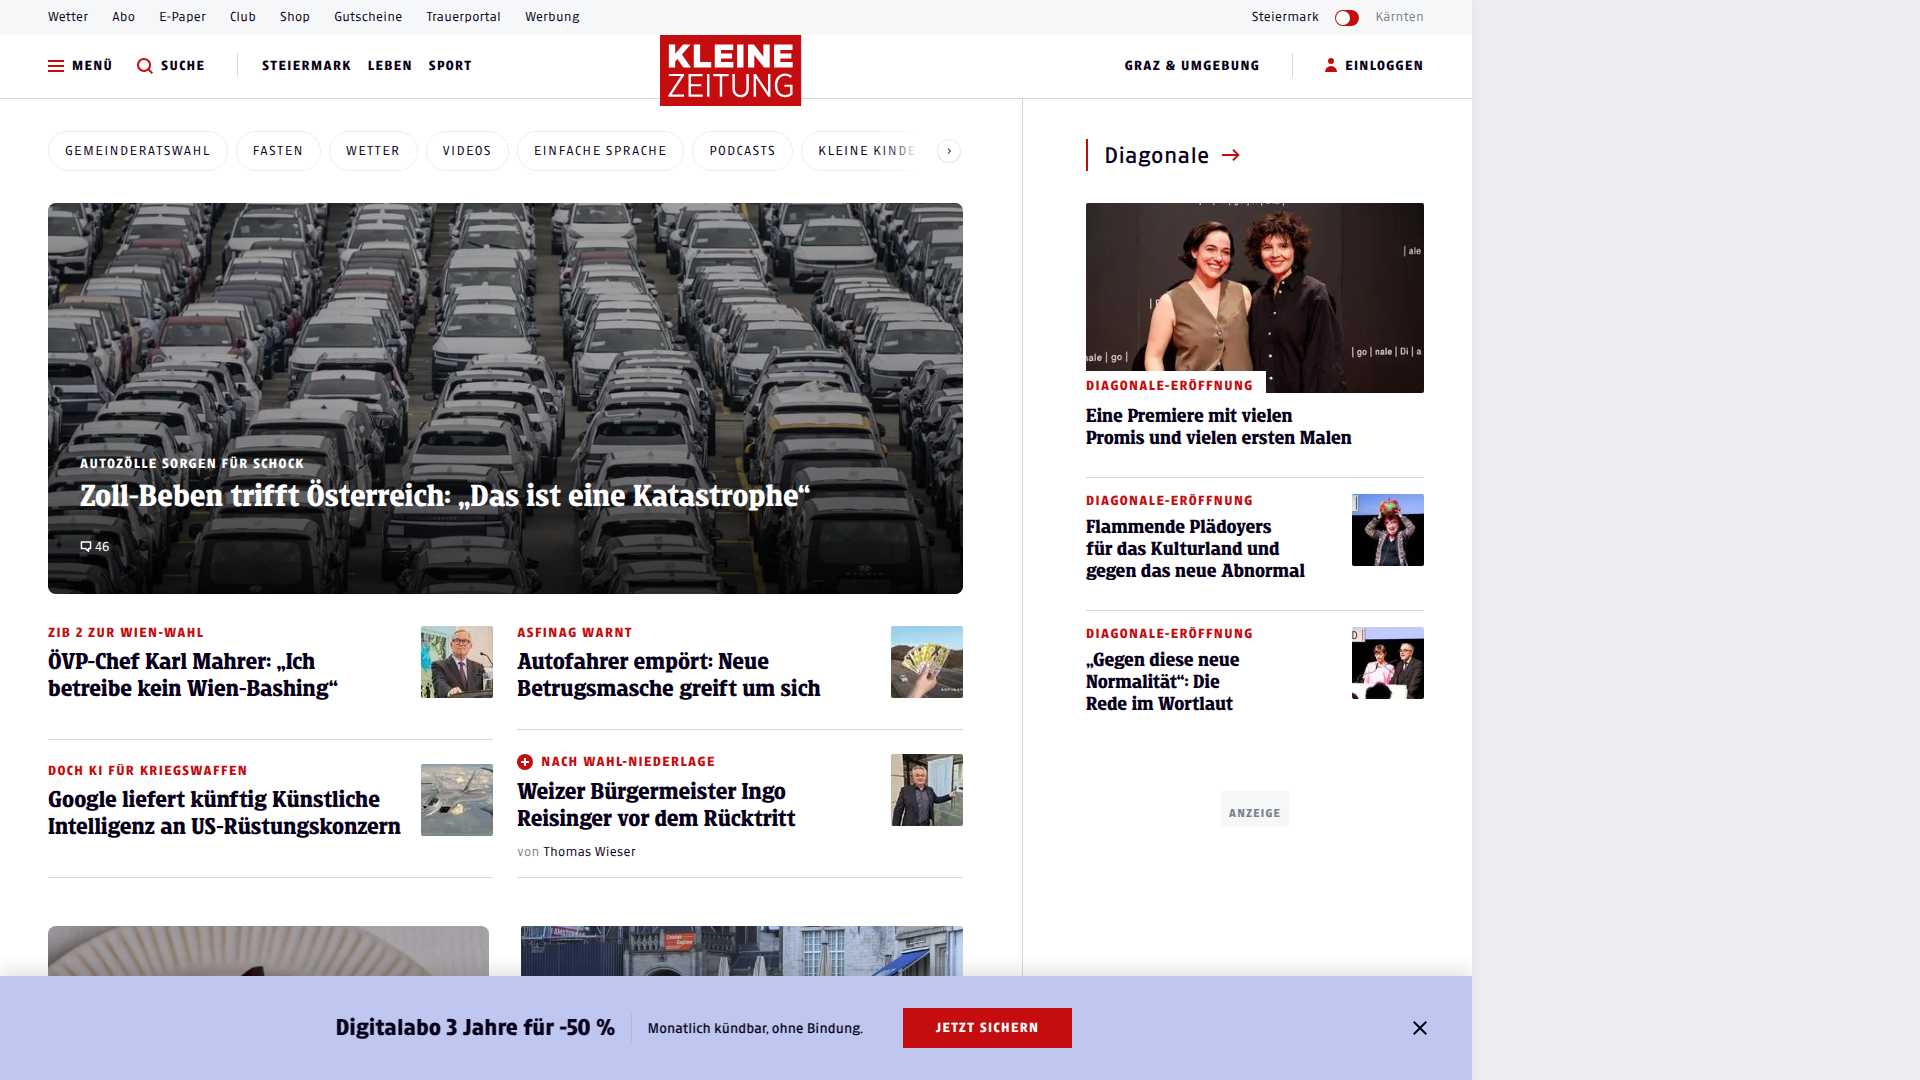 Wetter Abo E-Paper Club Shop Gutscheine Trauerportal Werbung
Steiermark Kärnten
MENÜ SUCHE STEIERMARK LEBEN SPORT
KLEINE
ZEITUNG
GRAZ & UMGEBUNG EINLOGGEN
GEMEINDERATSWAHL FASTEN WETTER VIDEOS EINFACHE SPRACHE PODCASTS KLEINE KINDE
AUTOZÖLLE SORGEN FÜR SCHOCK
Zoll-Beben trifft Österreich: „Das ist eine Katastrophe“
46
ZIB 2 ZUR WIEN-WAHL
ÖVP-Chef Karl Mahrer: „Ich
betreibe kein Wien-Bashing“
ASFINAG WARNT
Autofahrer empört: Neue
Betrugsmasche greift um sich
DOCH KI FÜR KRIEGSWAFFEN
Google liefert künftig Künstliche
Intelligenz an US-Rüstungskonzern
NACH WAHL-NIEDERLAGE
Weizer Bürgermeister Ingo
Reisinger vor dem Rücktritt
von Thomas Wieser
Diagonale
| ale
ale | go |
| go | nale | Di | a
DIAGONALE-ERÖFFNUNG
Eine Premiere mit vielen
Promis und vielen ersten Malen
DIAGONALE-ERÖFFNUNG
Flammende Plädoyers
für das Kulturland und
gegen das neue Abnormal
DIAGONALE-ERÖFFNUNG
„Gegen diese neue
Normalität“: Die
Rede im Wortlaut
ANZEIGE
Digitalabo 3 Jahre für -50 %
Monatlich kündbar, ohne Bindung.
JETZT SICHERN